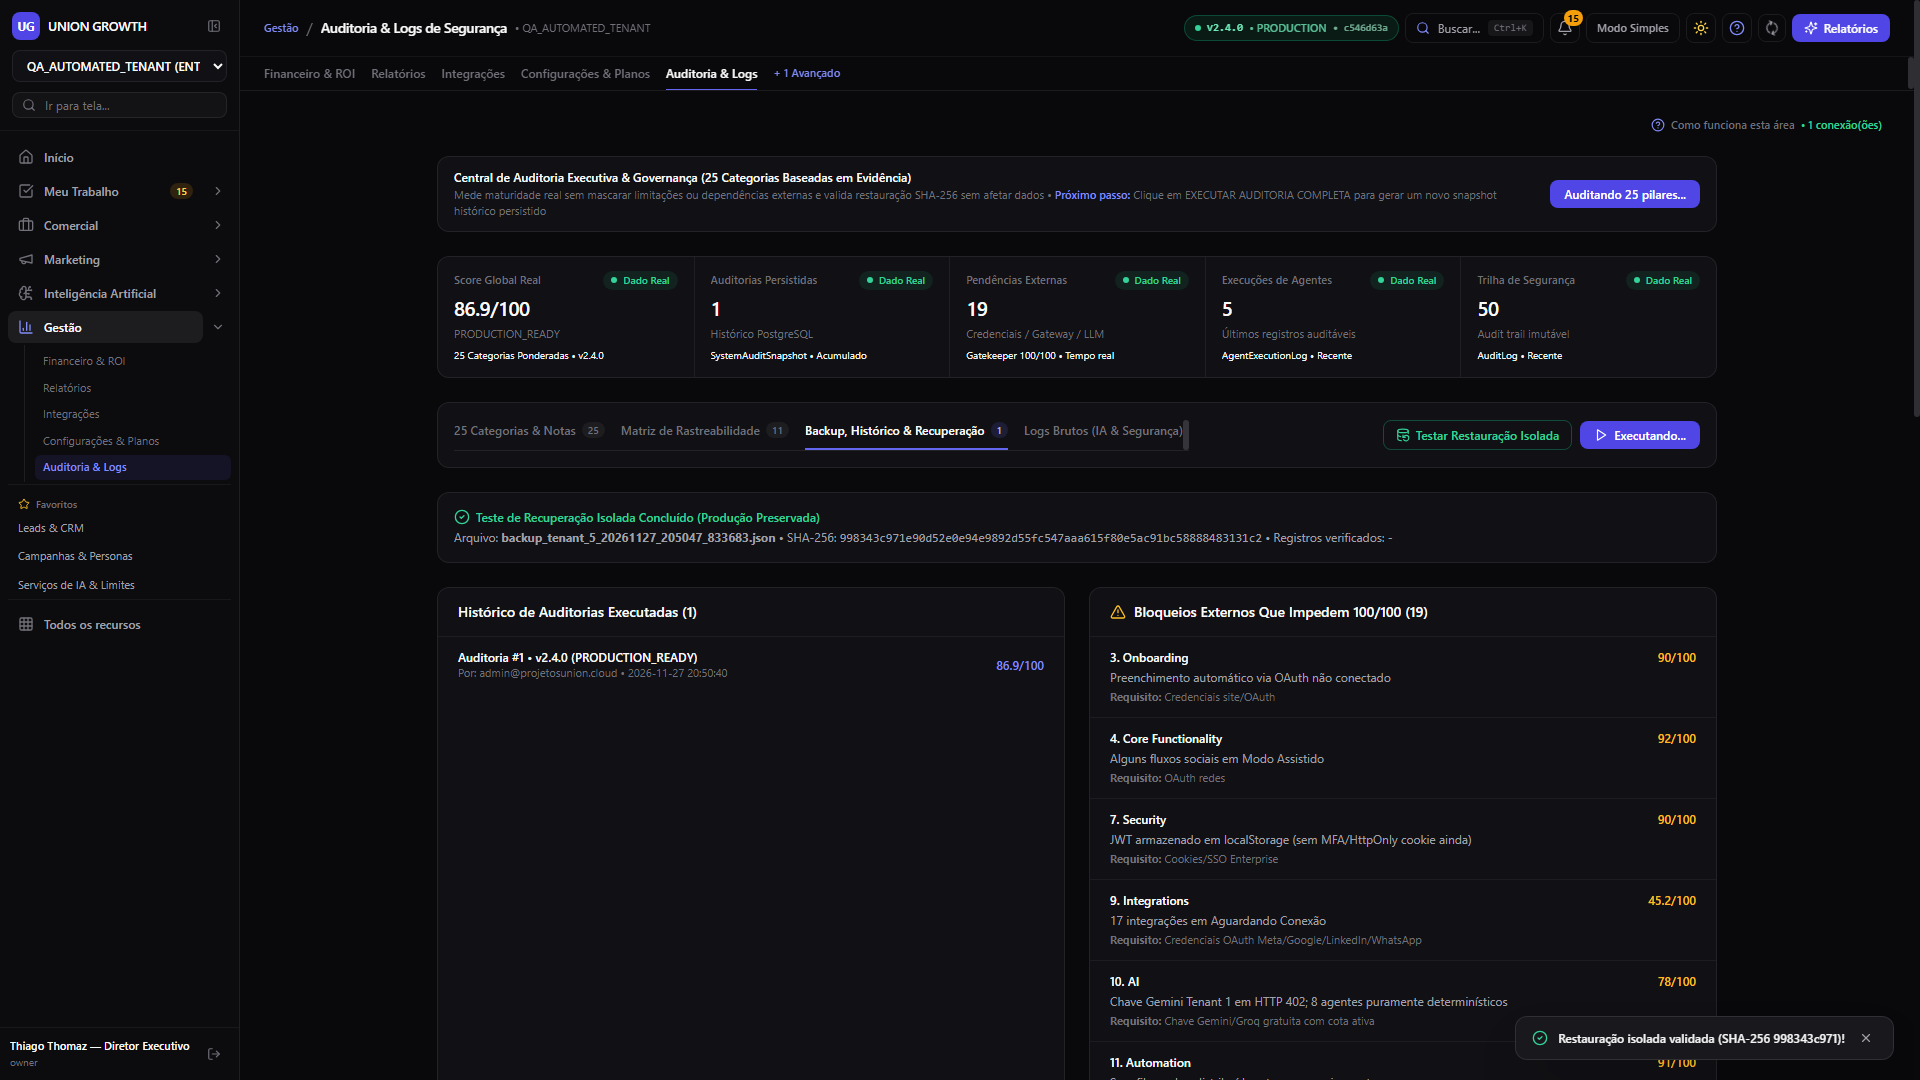 UG UNION GROWTH
QA_AUTOMATED_TENANT (ENT
Ir para tela...
Início
Meu Trabalho 15
Comercial
Marketing
Inteligência Artificial
Gestão
Financeiro & ROI
Relatórios
Integrações
Configurações & Planos
Auditoria & Logs
Favoritos
Leads & CRM
Campanhas & Personas
Serviços de IA & Limites
Todos os recursos
Thiago Thomaz — Diretor Executivo
owner
Gestão / Auditoria & Logs de Segurança • QA_AUTOMATED_TENANT
v2.4.0 • PRODUCTION • c546d63a
Buscar... Ctrl+K
15
Modo Simples
Relatórios
Financeiro & ROI Relatórios Integrações Configurações & Planos Auditoria & Logs + 1 Avançado
Como funciona esta área • 1 conexão(ões)
Central de Auditoria Executiva & Governança (25 Categorias Baseadas em Evidência)
Mede maturidade real sem mascarar limitações ou dependências externas e valida restauração SHA-256 sem afetar dados • Próximo passo: Clique em EXECUTAR AUDITORIA COMPLETA para gerar um novo snapshot
histórico persistido
Auditando 25 pilares...
Score Global Real Dado Real
86.9/100
PRODUCTION_READY
25 Categorias Ponderadas • v2.4.0
Auditorias Persistidas Dado Real
1
Histórico PostgreSQL
SystemAuditSnapshot • Acumulado
Pendências Externas Dado Real
19
Credenciais / Gateway / LLM
Gatekeeper 100/100 • Tempo real
Execuções de Agentes Dado Real
5
Últimos registros auditáveis
AgentExecutionLog • Recente
Trilha de Segurança Dado Real
50
Audit trail imutável
AuditLog • Recente
25 Categorias & Notas 25 Matriz de Rastreabilidade 11 Backup, Histórico & Recuperação 1 Logs Brutos (IA & Segurança)
Testar Restauração Isolada
Executando...
Teste de Recuperação Isolada Concluído (Produção Preservada)
Arquivo: backup_tenant_5_20261127_205047_833683.json • SHA-256: 998343c971e90d52e0e94e9892d55fc547aaa615f80e5ac91bc58888483131c2 • Registros verificados: -
Histórico de Auditorias Executadas (1)
Auditoria #1 • v2.4.0 (PRODUCTION_READY)
Por: admin@projetosunion.cloud • 2026-11-27 20:50:40
86.9/100
Bloqueios Externos Que Impedem 100/100 (19)
3. Onboarding 90/100
Preenchimento automático via OAuth não conectado
Requisito: Credenciais site/OAuth
4. Core Functionality 92/100
Alguns fluxos sociais em Modo Assistido
Requisito: OAuth redes
7. Security 90/100
JWT armazenado em localStorage (sem MFA/HttpOnly cookie ainda)
Requisito: Cookies/SSO Enterprise
9. Integrations 45.2/100
17 integrações em Aguardando Conexão
Requisito: Credenciais OAuth Meta/Google/LinkedIn/WhatsApp
10. AI 78/100
Chave Gemini Tenant 1 em HTTP 402; 8 agentes puramente determinísticos
Requisito: Chave Gemini/Groq gratuita com cota ativa
11. Automation 91/100
Restauração isolada validada (SHA-256 998343c971)!